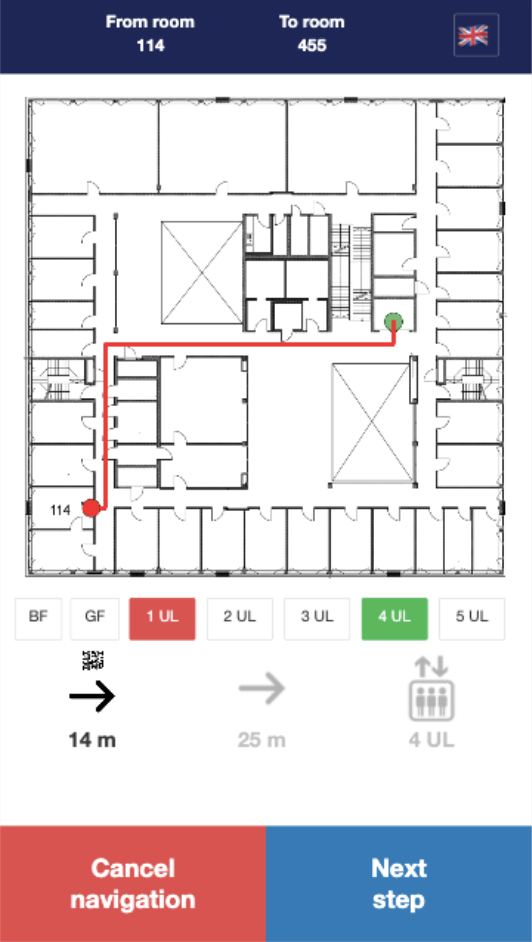 From room
114
To room
455
114
BF
GF
1 UL
2 UL
3 UL
4 UL
5 UL
14 m
25 m
4 UL
Cancel
navigation
Next
step